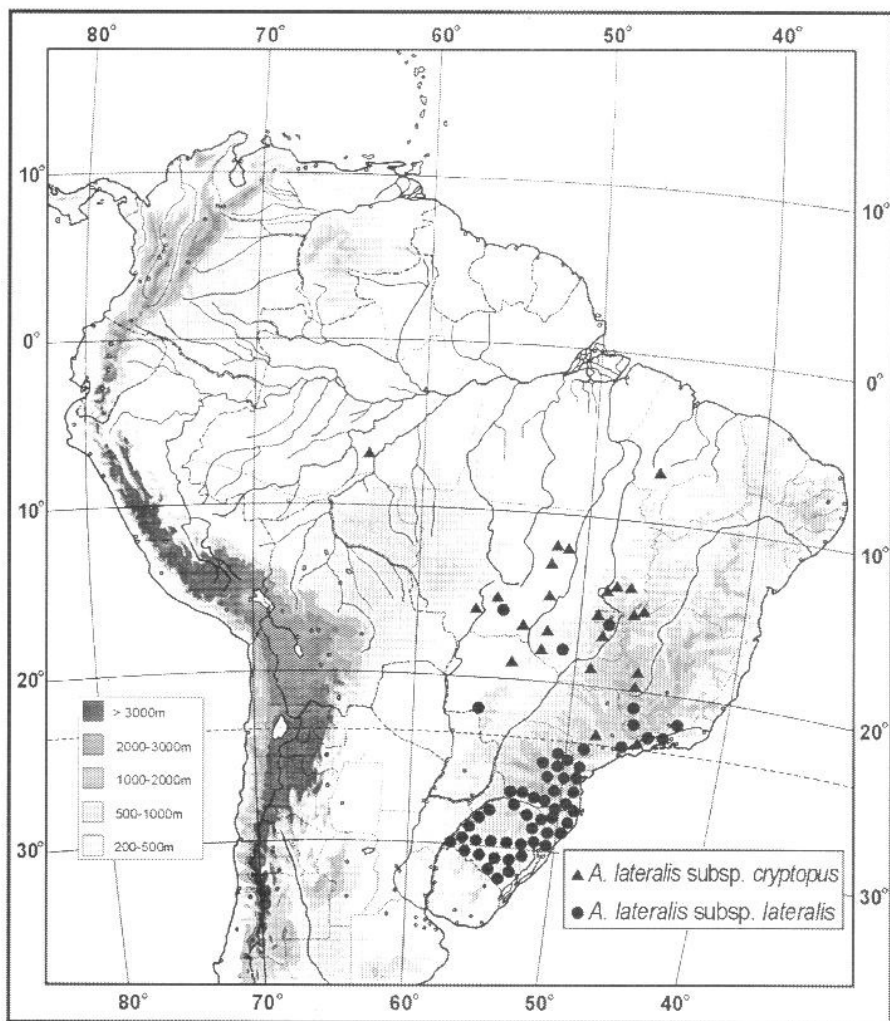 80° 70° 60° 50° 40°
10°
10°
0°
0°
10°
10°
20°
20°
30°
30°
> 3000m
2000-3000m
1000-2000m
500-1000m
200-500m
▲ A. lateralis subsp. cryptopus
● A. lateralis subsp. lateralis
80° 70° 60° 50° 40°